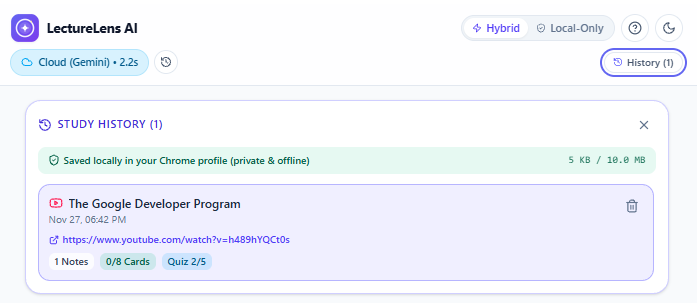 LectureLens AI
Hybrid
Local-Only
Cloud (Gemini) • 2.2s
History (1)
STUDY HISTORY (1)
Saved locally in your Chrome profile (private & offline)
5 KB / 10.0 MB
The Google Developer Program
Nov 27, 06:42 PM
https://www.youtube.com/watch?v=h489hYQCt0s
1 Notes 0/8 Cards Quiz 2/5